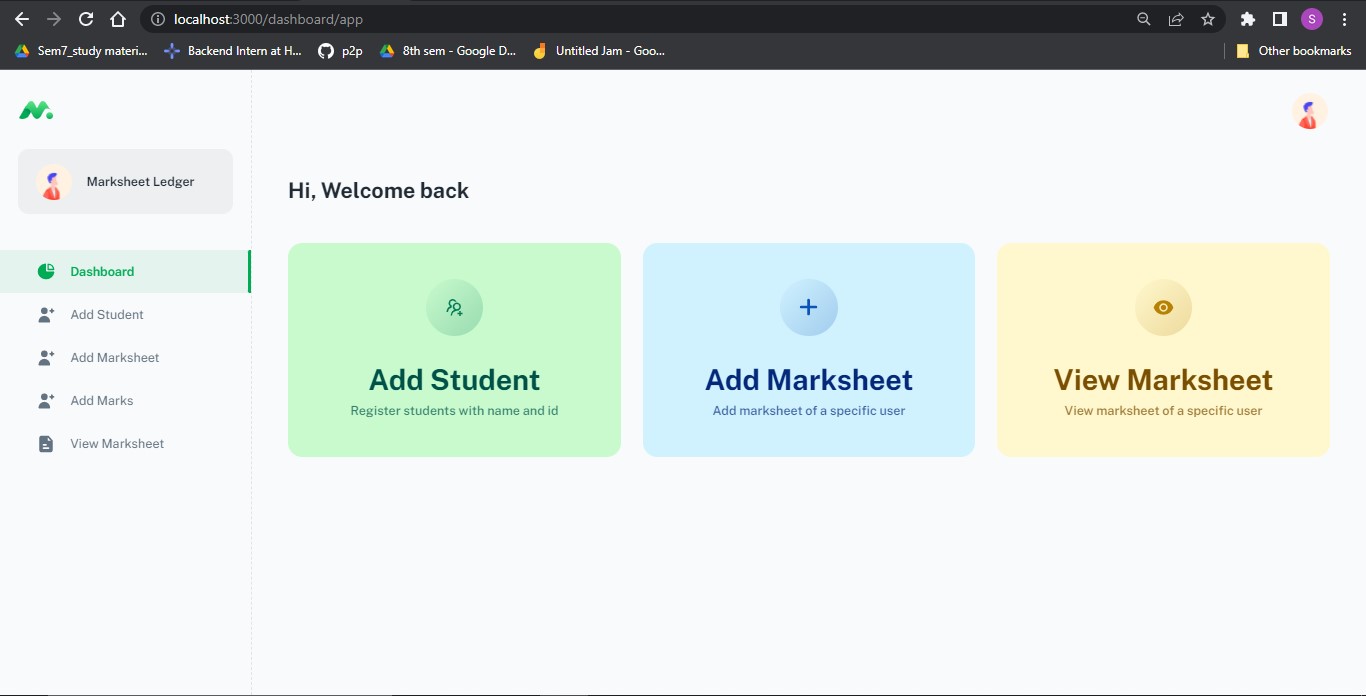 localhost:3000/dashboard/app
S
Sem7_study materi...
Backend Intern at H...
p2p
8th sem - Google D...
Untitled Jam - Goo...
Other bookmarks
Marksheet Ledger
Hi, Welcome back
Dashboard
Add Student
Add Marksheet
Add Marks
View Marksheet
Add Student
Register students with name and id
Add Marksheet
Add marksheet of a specific user
View Marksheet
View marksheet of a specific user